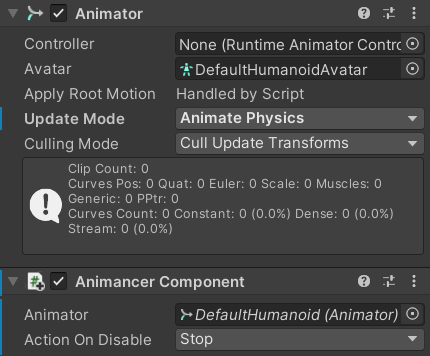 Animator
Controller None (Runtime Animator Contro
Avatar DefaultHumanoidAvatar
Apply Root Motion Handled by Script
Update Mode Animate Physics
Culling Mode Cull Update Transforms
Clip Count: 0
Curves Pos: 0 Quat: 0 Euler: 0 Scale: 0 Muscles: 0
Generic: 0 PPtr: 0
Curves Count: 0 Constant: 0 (0.0%) Dense: 0 (0.0%)
Stream: 0 (0.0%)
Animancer Component
Animator DefaultHumanoid (Animator)
Action On Disable Stop